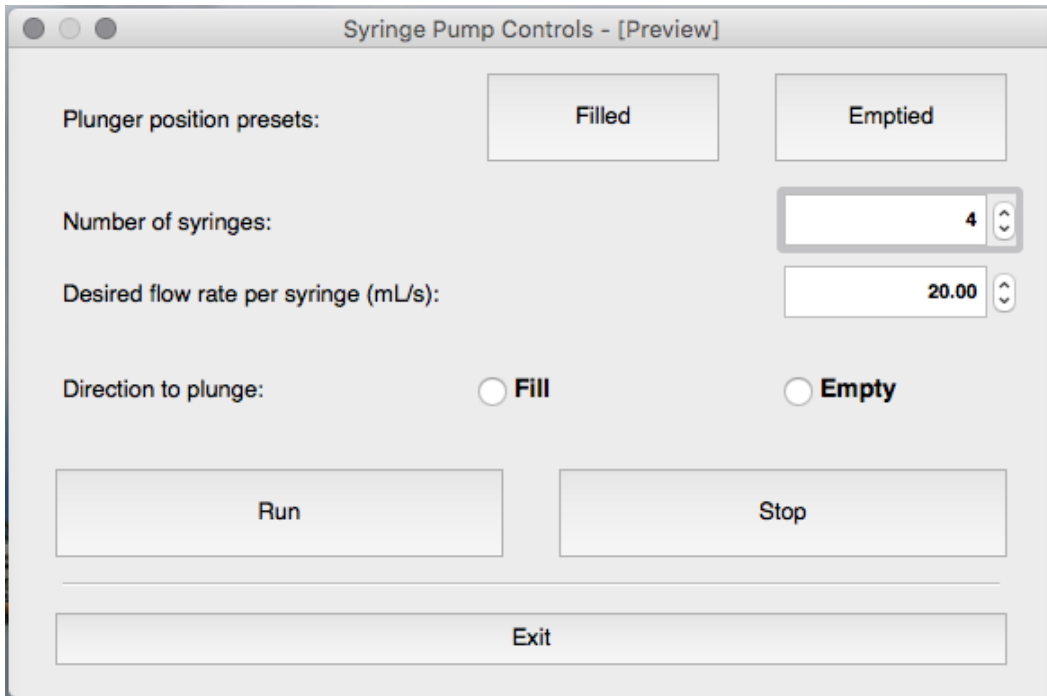 Syringe Pump Controls - [Preview]
Plunger position presets: Filled Emptied
Number of syringes: 4
Desired flow rate per syringe (mL/s): 20.00
Direction to plunge: Fill Empty
Run Stop
Exit